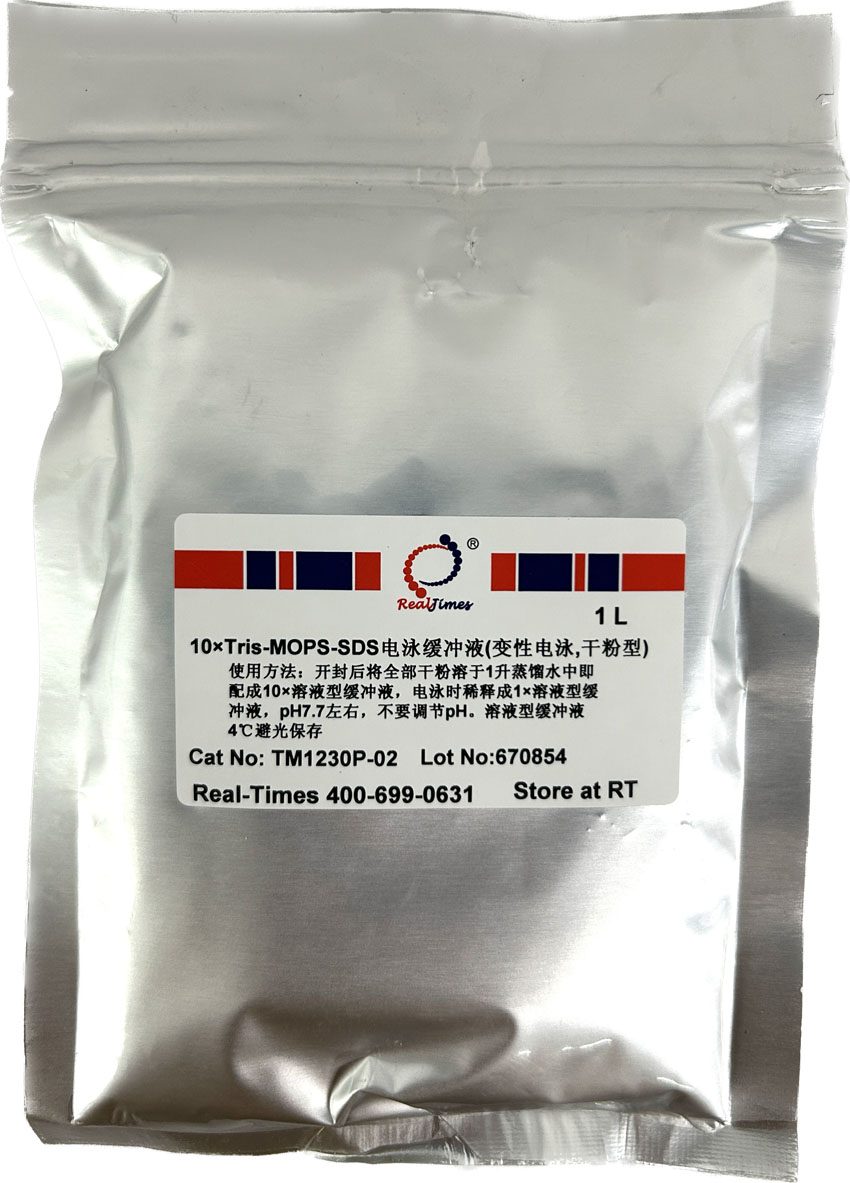 ®
RealTimes
1 L
10×Tris-MOPS-SDS电泳缓冲液(变性电泳,干粉型)
使用方法：开封后将全部干粉溶于1升蒸馏水中即
配成10×溶液型缓冲液，电泳时稀释成1×溶液型缓
冲液，pH7.7左右，不要调节pH。溶液型缓冲液
4℃避光保存
Cat No: TM1230P-02 Lot No:670854
Real-Times 400-699-0631 Store at RT